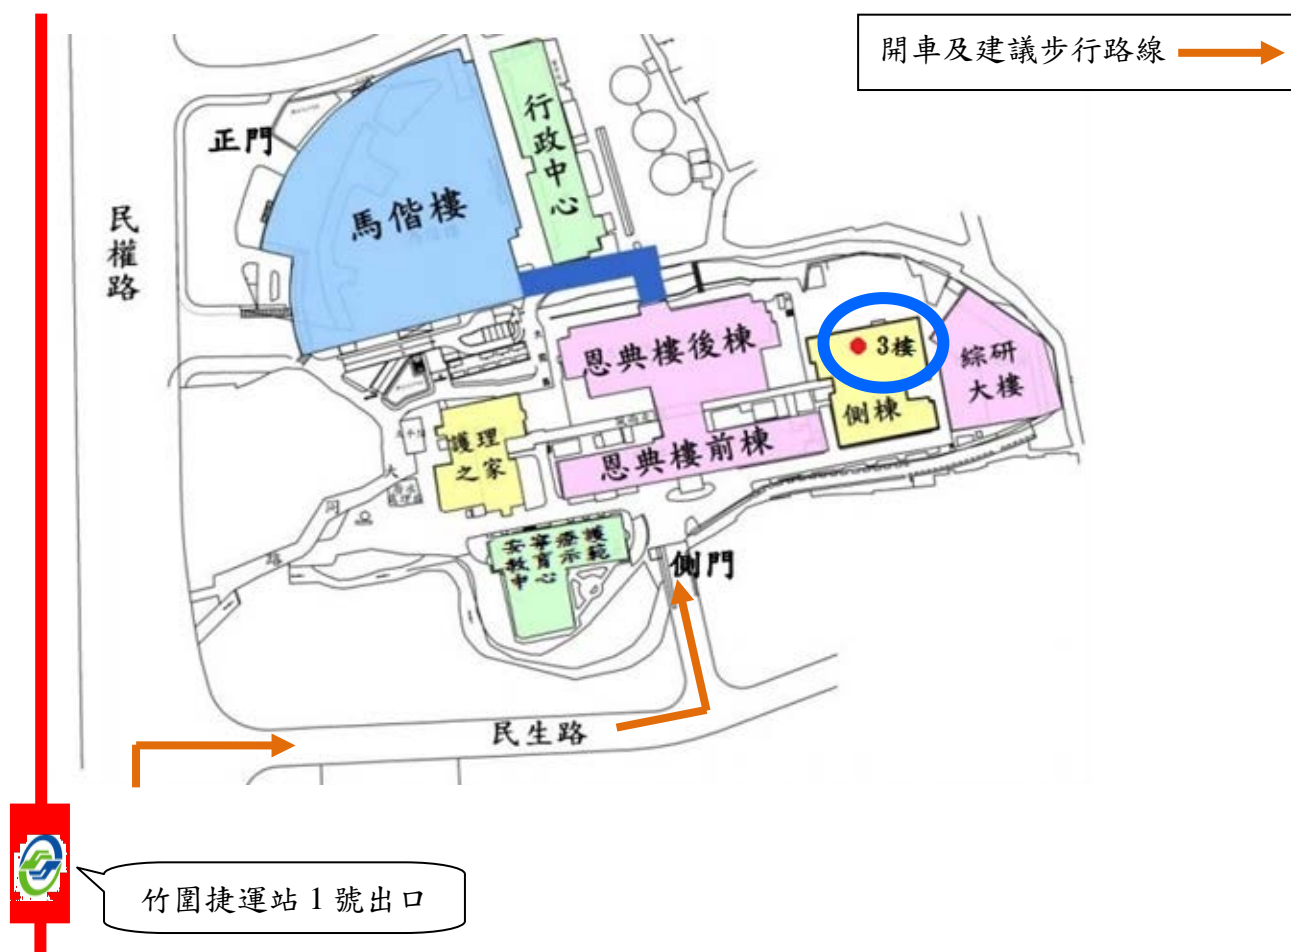 開車及建議步行路線
行政中心
正門
馬偕樓
民權路
恩典樓後棟
3樓
綜研
大樓
側棟
護理
之家
恩典樓前棟
安寧療護
教育示範
中心
側門
民生路
竹圍捷運站1號出口